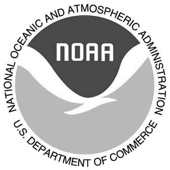 NATIONAL OCEANIC AND ATMOSPHERIC ADMINISTRATION
NOAA
U.S. DEPARTMENT OF COMMERCE